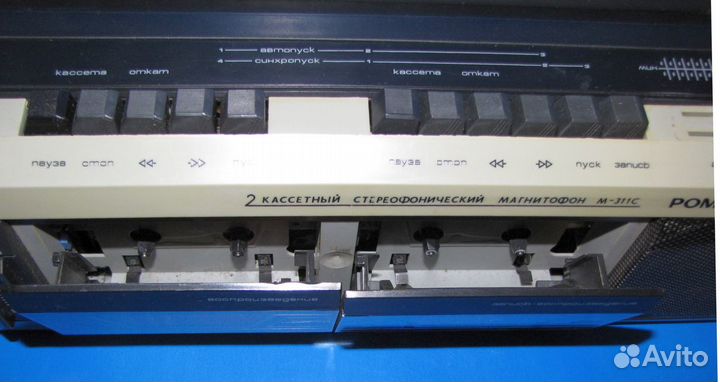 1 автопуск 2 3
4 синхропуск 1 2 3
кассета откат кассета откат
мин
пауза стоп пуск пауза стоп пуск запись
2 КАССЕТНЫЙ СТЕРЕОФОНИЧЕСКИЙ МАГНИТОФОН М-311С РОМ
воспроизведение запись-воспроизведение
Avito